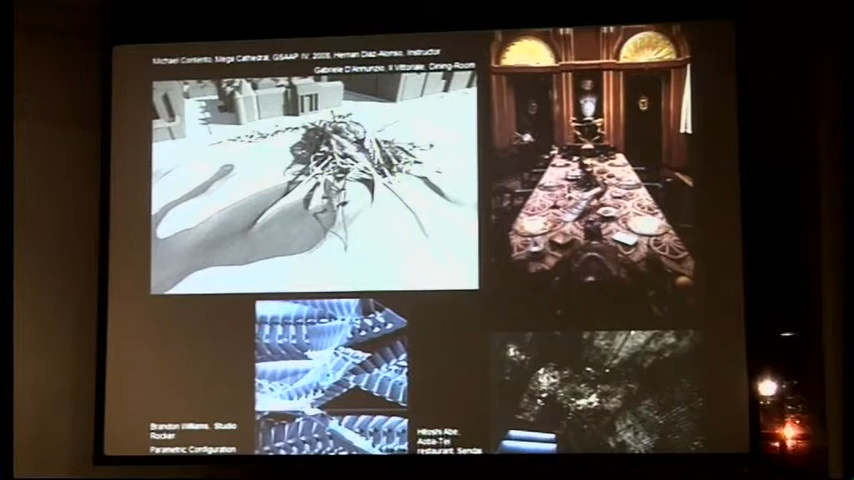 Michael Contento, Mega Cathedral, GSAAP IV, 2008, Hernan Diaz-Alonso, Instructor
Gabriele D'Annunzio, Il Vittoriale, Dining-Room
Brandon Williams, Studio
Rocker
Parametric Configuration
Hitoshi Abe,
Aoba-Tei
restaurant, Sendai